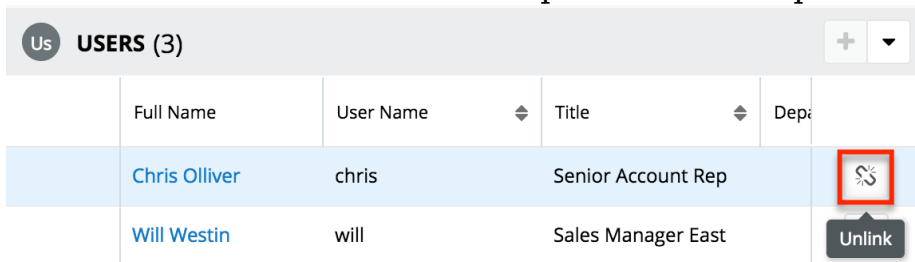 Us USERS (3)
Full Name User Name Title Depa
Chris Olliver chris Senior Account Rep
Will Westin will Sales Manager East
Unlink